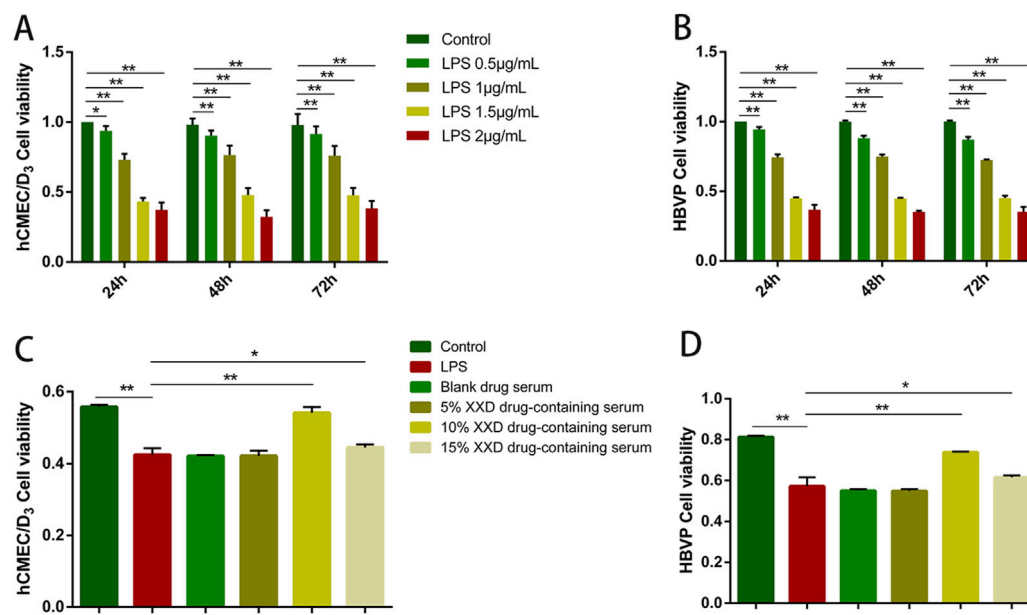 A
hCMEC/D3 Cell viability
1.5
1.0
0.5
0.0
**
**
**
*
**
**
**
**
**
**
**
**
24h
48h
72h
Control
LPS 0.5μg/mL
LPS 1μg/mL
LPS 1.5μg/mL
LPS 2μg/mL
B
HBVP Cell viability
1.5
1.0
0.5
0.0
**
**
**
**
**
**
**
**
**
**
**
**
24h
48h
72h
C
hCMEC/D3 Cell viability
0.6
0.4
0.2
0.0
*
**
**
Control
LPS
Blank drug serum
5% XXD drug-containing serum
10% XXD drug-containing serum
15% XXD drug-containing serum
D
HBVP Cell viability
1.0
0.8
0.6
0.4
0.2
0.0
*
**
**